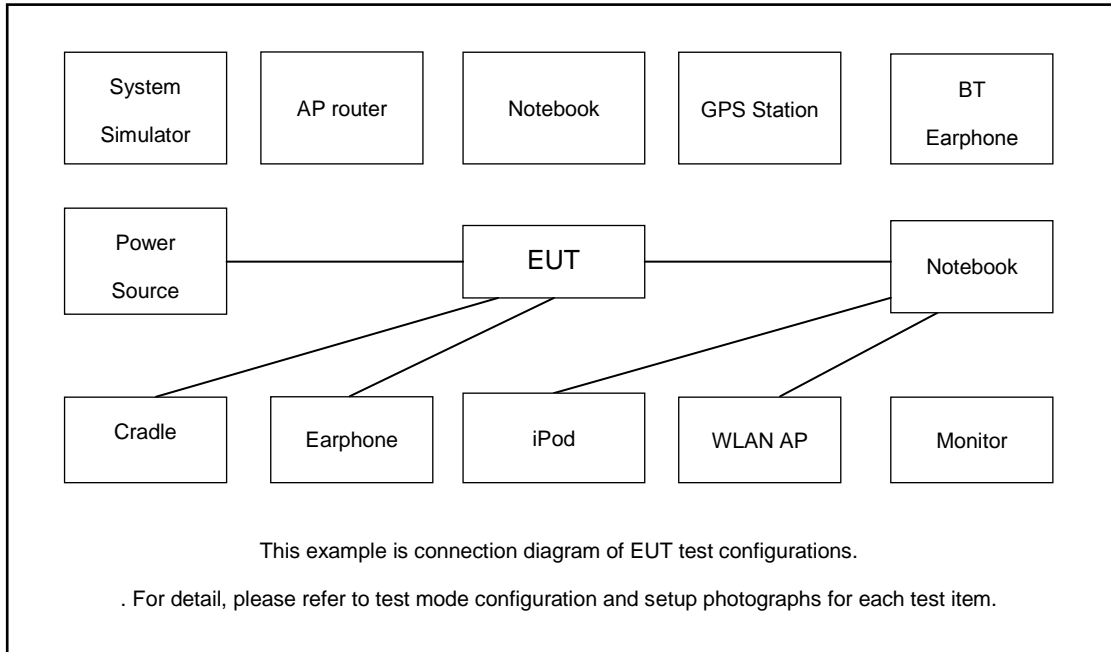 System
Simulator
AP router
Notebook
GPS Station
BT
Earphone
Power
Source
EUT
Notebook
Cradle
Earphone
iPod
WLAN AP
Monitor
This example is connection diagram of EUT test configurations.
. For detail, please refer to test mode configuration and setup photographs for each test item.